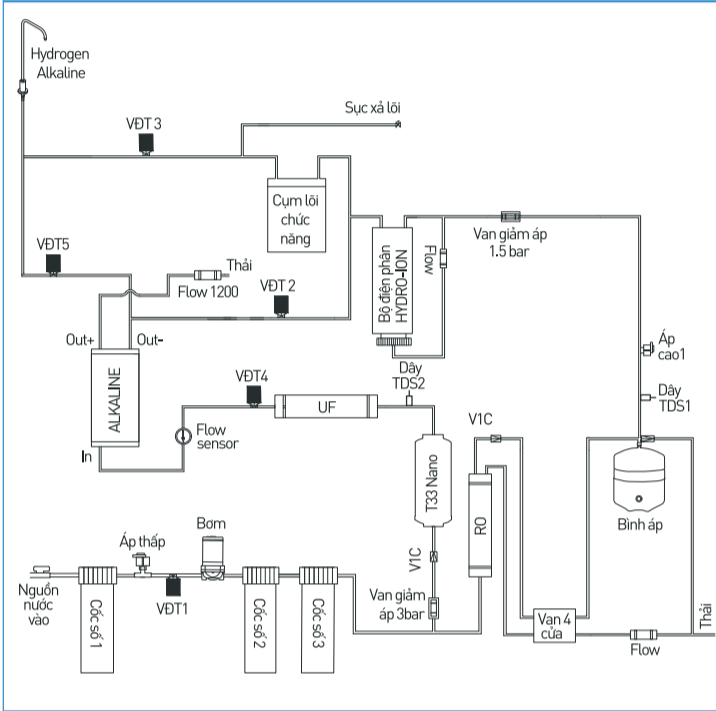 Hydrogen
Alkaline
VĐT 3
Sục xả lõi
Cụm lõi
chức
năng
Van giảm áp
1.5 bar
VĐT5
Thải
Flow 1200
VĐT 2
Bộ điện phân
HYDRO-ION
Flow
Out+
Out-
ALKALINE
In
Áp
cao1
Dây
TDS1
VĐT4
Dây
TDS2
UF
Flow
sensor
T33 Nano
V1C
RO
Bình áp
Áp thấp
Bơm
V1C
Nguồn
nước
vào
Cốc số 1
VĐT1
Cốc số 2
Cốc số 3
Van giảm
áp 3bar
Van 4
cửa
Flow
Thải